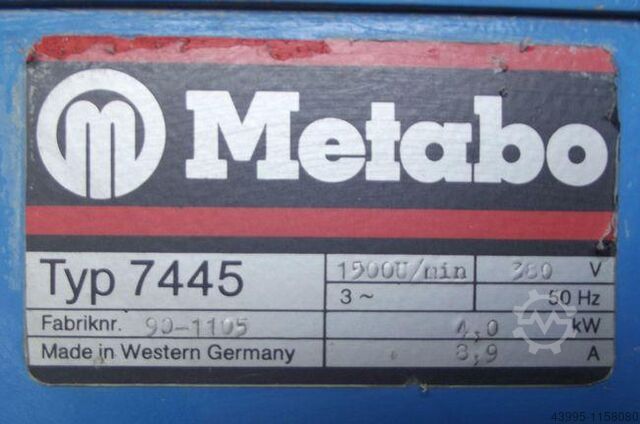 m Metabo
Typ 7445 1500U/min 380 V
3 ~ 50 Hz
Fabriknr. 90-1105 4,0 kW
Made in Western Germany 8,9 A
43995-1158080